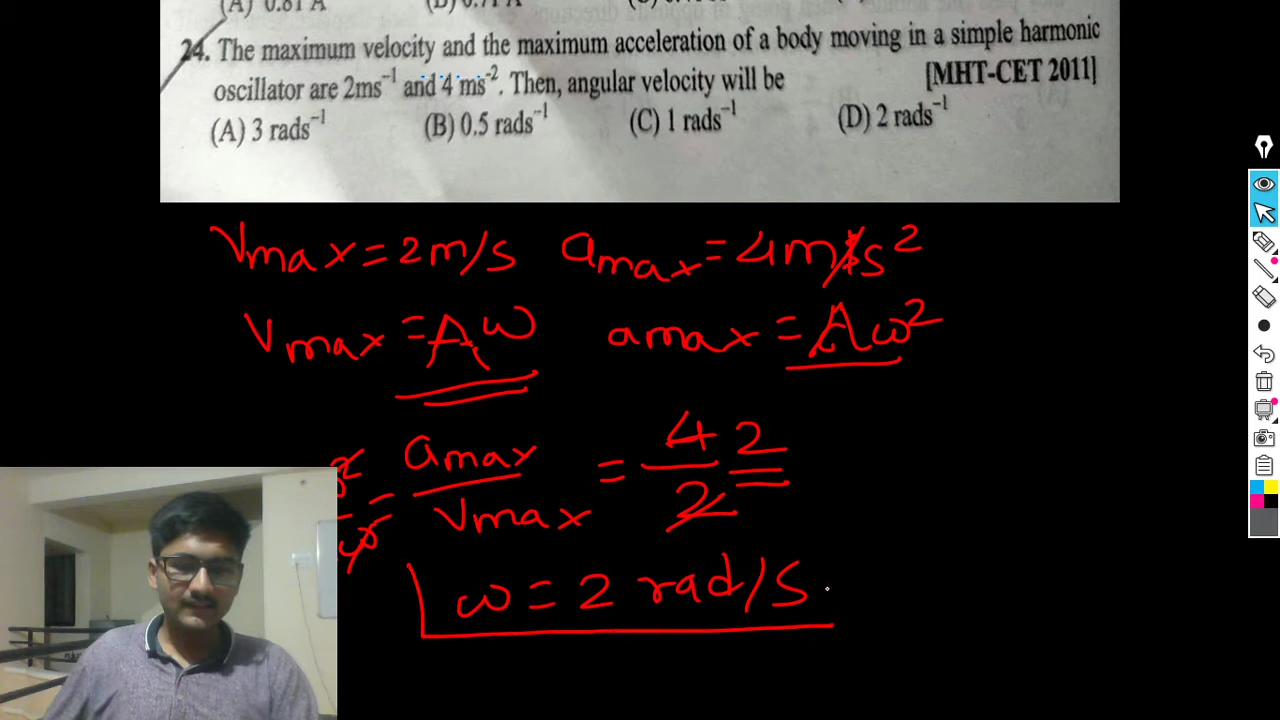 (A) 0.81 A
24. The maximum velocity and the maximum acceleration of a body moving in a simple harmonic
oscillator are 2ms⁻¹ and 4 ms⁻². Then, angular velocity will be [MHT-CET 2011]
(A) 3 rads⁻¹ (B) 0.5 rads⁻¹ (C) 1 rads⁻¹ (D) 2 rads⁻¹
Vmax = 2m/s amax = 4m/s²
Vmax = Aω amax = Aω²
amax / Vmax = 4 / 2 2
ω = 2 rad/s